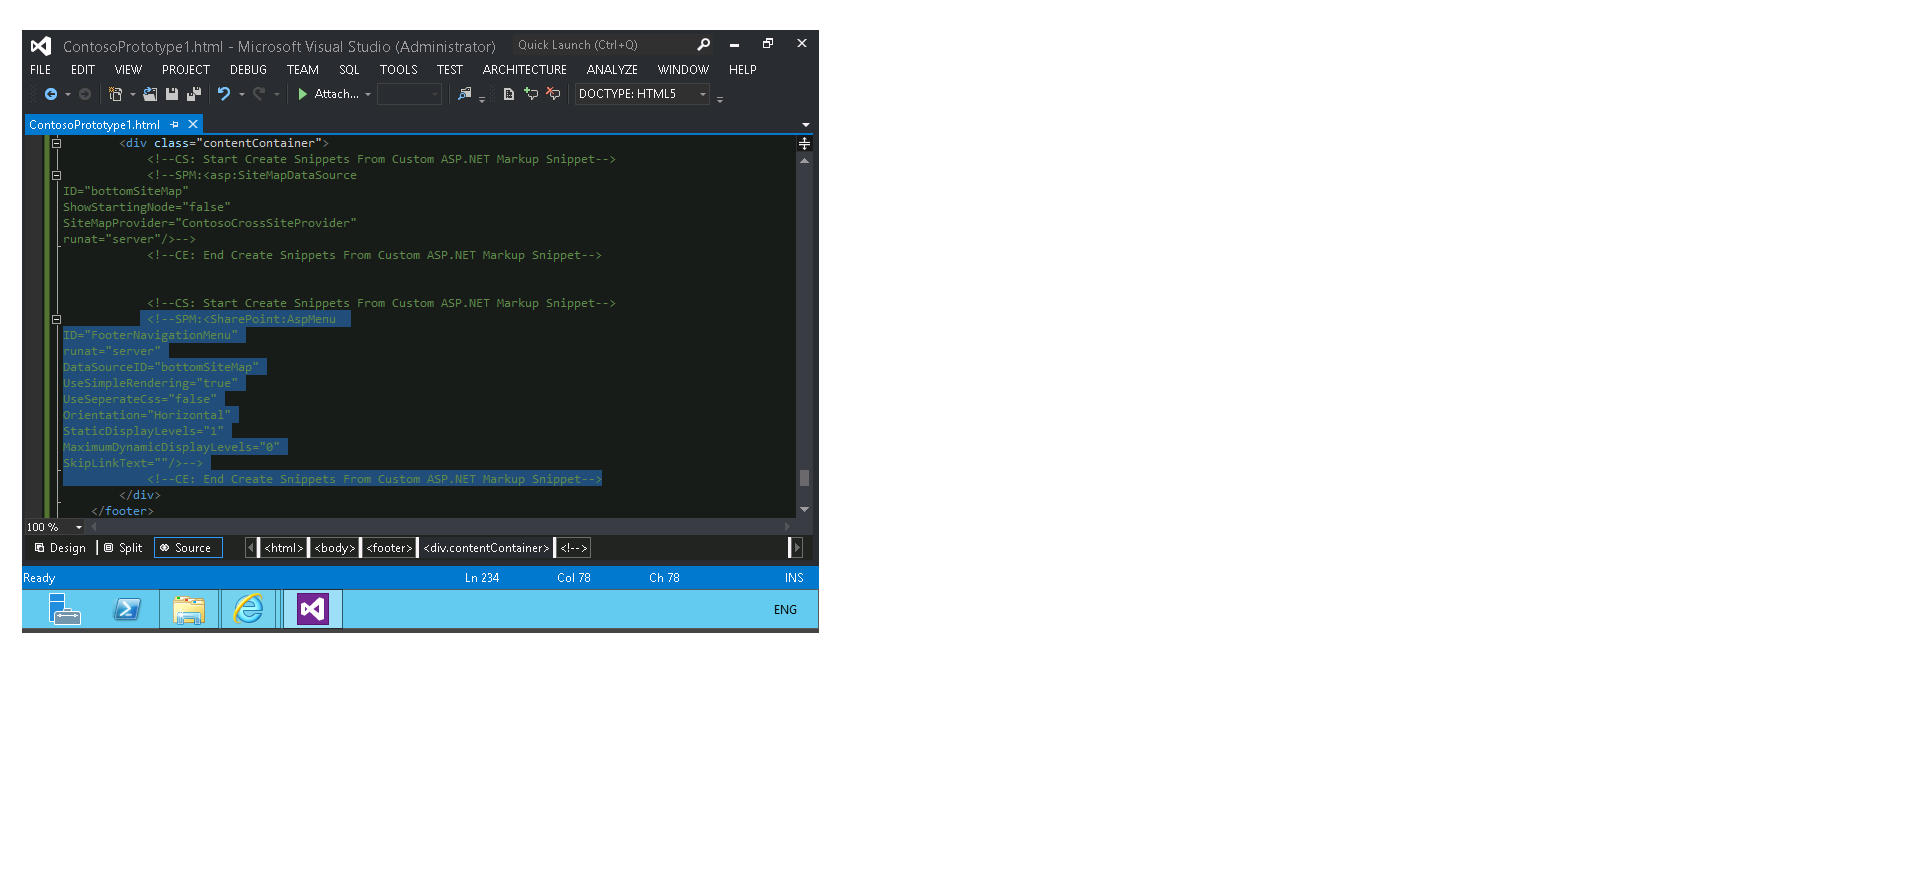 ContosoPrototype1.html - Microsoft Visual Studio (Administrator) Quick Launch (Ctrl+Q)
FILE EDIT VIEW PROJECT DEBUG TEAM SQL TOOLS TEST ARCHITECTURE ANALYZE WINDOW HELP
Attach... DOCTYPE: HTML5
ContosoPrototype1.html
<div class="contentContainer">
<!--CS: Start Create Snippets From Custom ASP.NET Markup Snippet-->
<!--SPM:<asp:SiteMapDataSource
ID="bottomSiteMap"
ShowStartingNode="false"
SiteMapProvider="ContosoCrossSiteProvider"
runat="server"/>-->
<!--CE: End Create Snippets From Custom ASP.NET Markup Snippet-->
<!--CS: Start Create Snippets From Custom ASP.NET Markup Snippet-->
<!--SPM:<SharePoint:AspMenu
ID="FooterNavigationMenu"
runat="server"
DataSourceID="bottomSiteMap"
UseSimpleRendering="true"
UseSeperateCss="false"
Orientation="Horizontal"
StaticDisplayLevels="1"
MaximumDynamicDisplayLevels="0"
SkipLinkText=""/>-->
<!--CE: End Create Snippets From Custom ASP.NET Markup Snippet-->
</div>
</footer>
100 %
Design Split Source <html> <body> <footer> <div.contentContainer> <!-->
Ready Ln 234 Col 78 Ch 78 INS
ENG